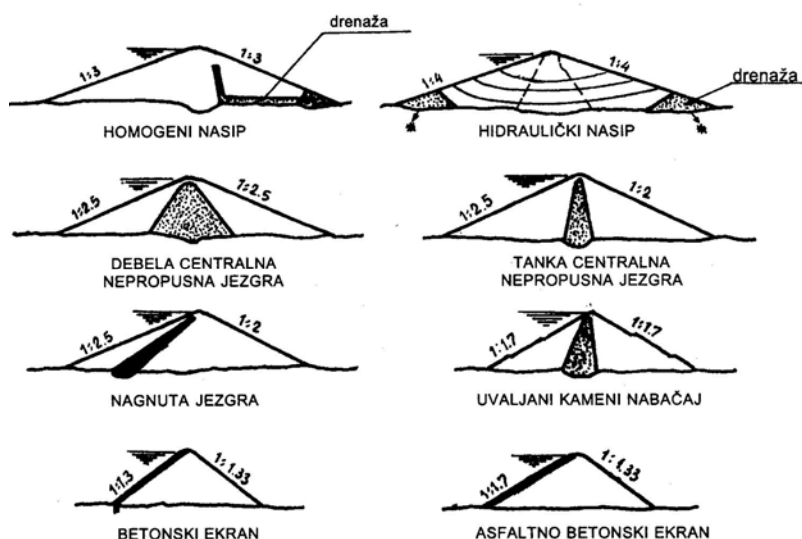 drenaža
1:3
1:3
HOMOGENI NASIP
1:4
1:4
drenaža
HIDRAULIČKI NASIP
1:2.5
1:2.5
DEBELA CENTRALNA
NEPROPUSNA JEZGRA
1:2.5
1:2
TANKA CENTRALNA
NEPROPUSNA JEZGRA
1:2.5
1:2
NAGNUTA JEZGRA
1:1.7
1:1.7
UVALJANI KAMENI NABAČAJ
1:1.3
1:1.33
BETONSKI EKRAN
1:1.7
1:1.33
ASFALTNO BETONSKI EKRAN